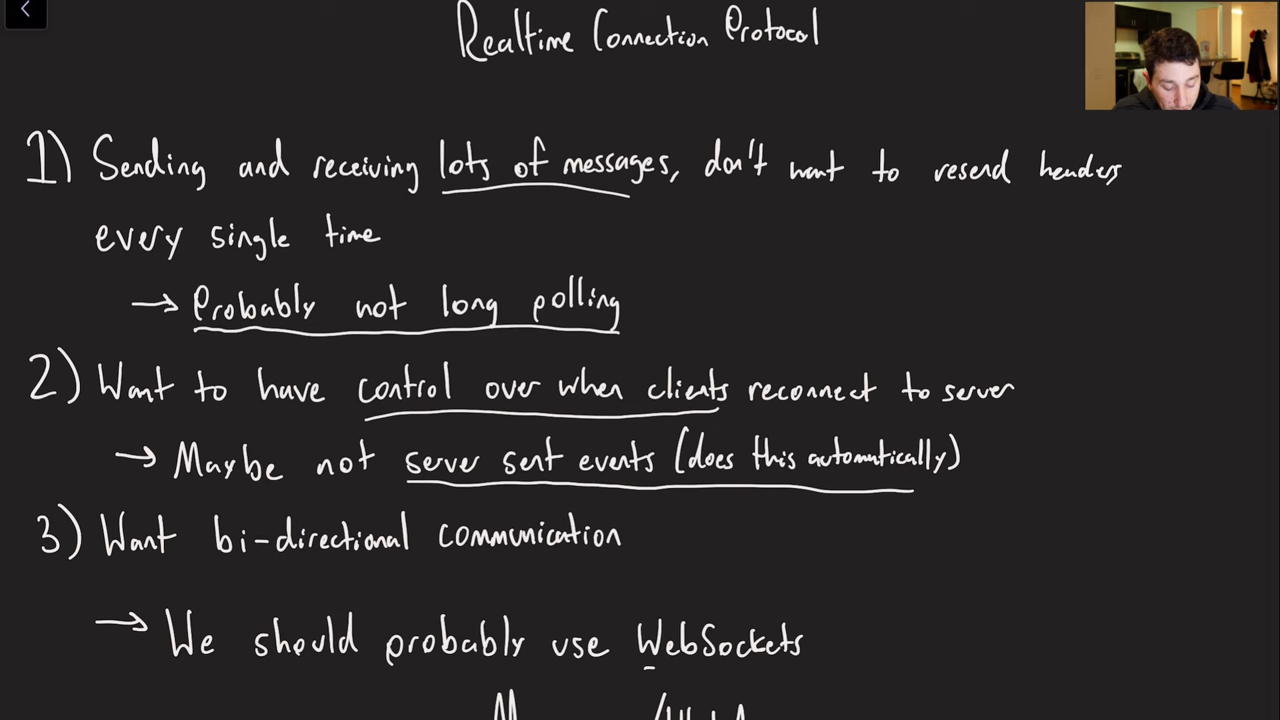 Realtime Connection Protocol
1) Sending and receiving lots of messages, don't want to resend headers
every single time
→ Probably not long polling
2) Want to have control over when clients reconnect to server
→ Maybe not server sent events (does this automatically)
3) Want bi-directional communication
→ We should probably use WebSockets